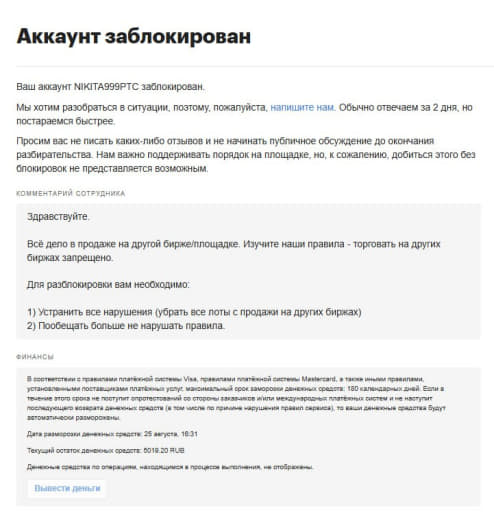 Аккаунт заблокирован
Ваш аккаунт NIKITA999PTC заблокирован.
Мы хотим разобраться в ситуации, поэтому, пожалуйста, напишите нам. Обычно отвечаем за 2 дня, но
постараемся быстрее.
Просим вас не писать каких-либо отзывов и не начинать публичное обсуждение до окончания
разбирательства. Нам важно поддерживать порядок на площадке, но, к сожалению, добиться этого без
блокировок не представляется возможным.
КОММЕНТАРИЙ СОТРУДНИКА
Здравствуйте.
Всё дело в продаже на другой бирже/площадке. Изучите наши правила - торговать на других
биржах запрещено.
Для разблокировки вам необходимо:
1) Устранить все нарушения (убрать все лоты с продажи на других биржах)
2) Пообещать больше не нарушать правила.
ФИНАНСЫ
В соответствии с правилами платёжной системы Visa, правилами платёжной системы Mastercard, а также иными правилами,
установленными поставщиками платёжных услуг, максимальный срок заморозки денежных средств: 180 календарных дней. Если в
течение этого срока не поступит опротестований со стороны заказчиков и/или международных платёжных систем и не наступит
последующего возврата денежных средств (в том числе по причине нарушения правил сервиса), то ваши денежные средства будут
автоматически разморожены.
Дата разморозки денежных средств: 25 августа, 16:31
Текущий остаток денежных средств: 5019.20 RUB
Денежные средства по операциям, находящимся в процессе выполнения, не отображены.
Вывести деньги